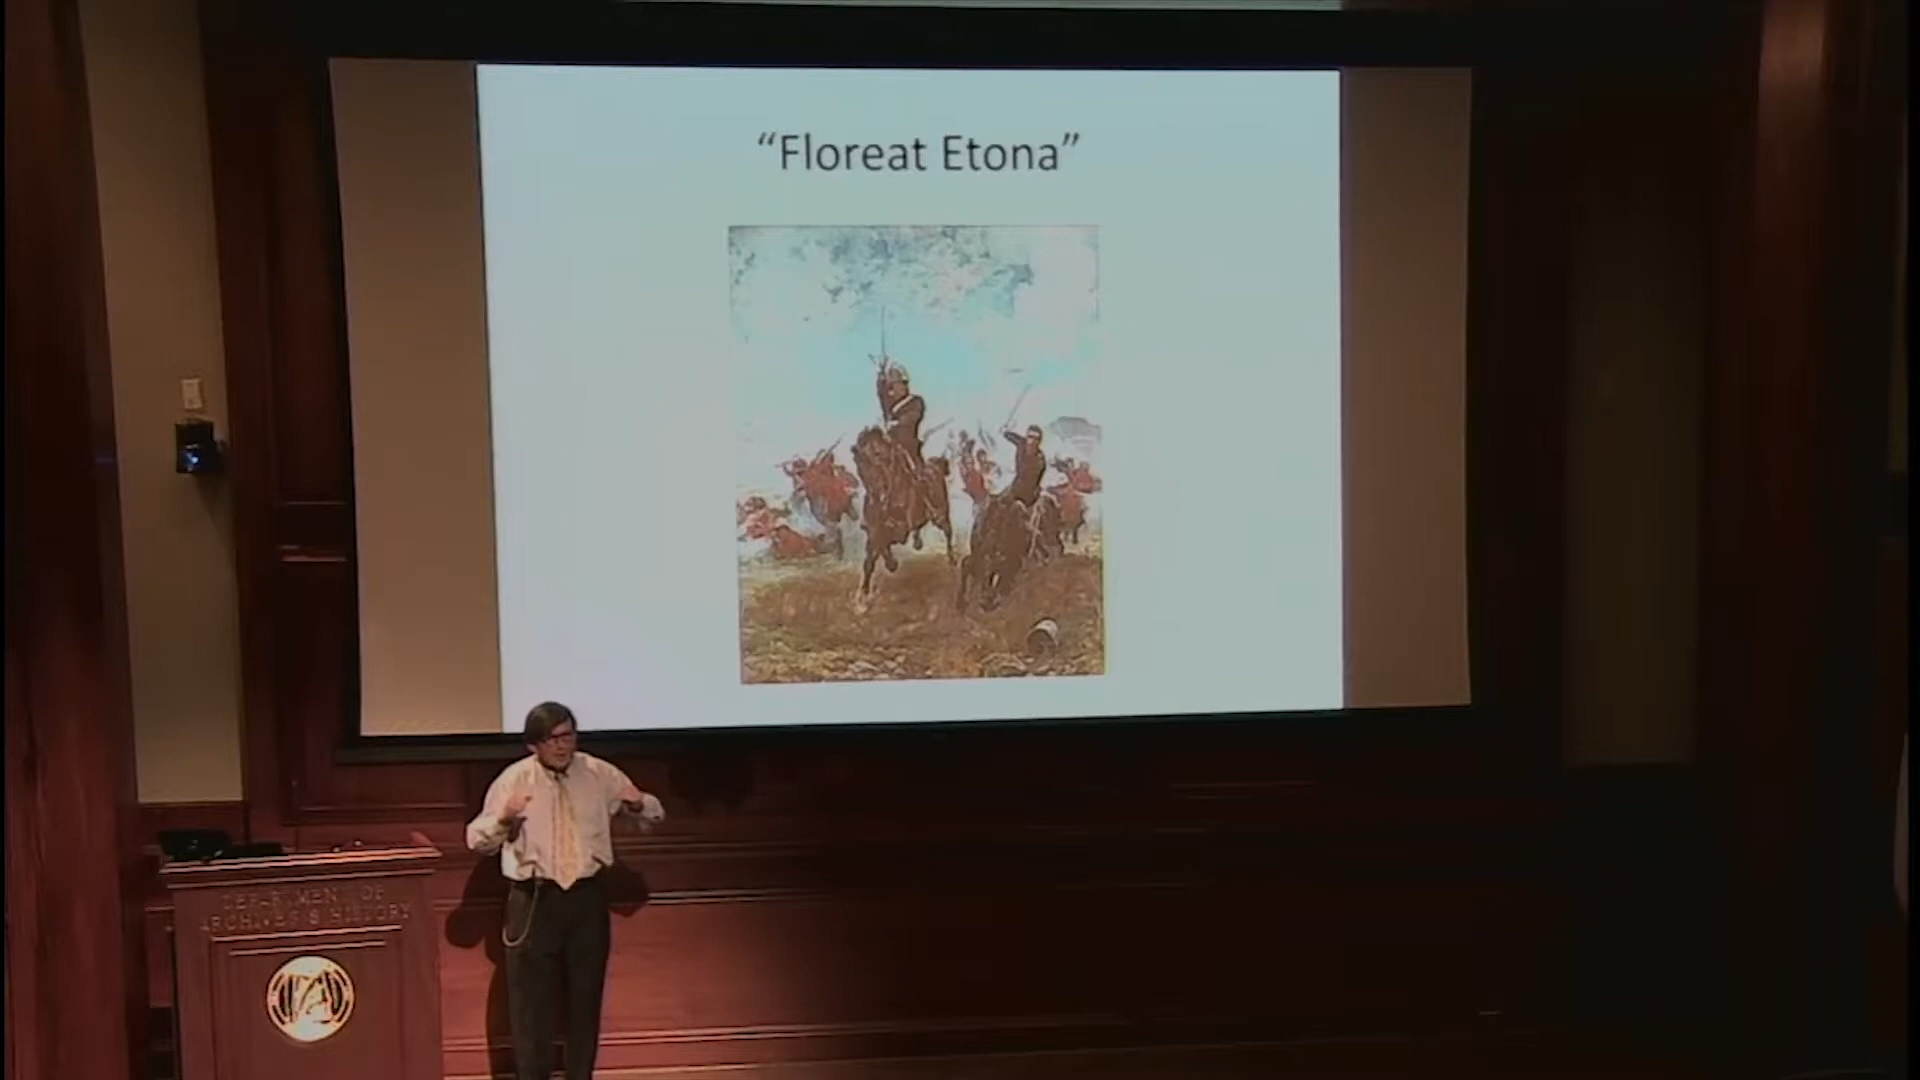 “Floreat Etona”
DEPARTMENT OF
ARCHIVES & HISTORY